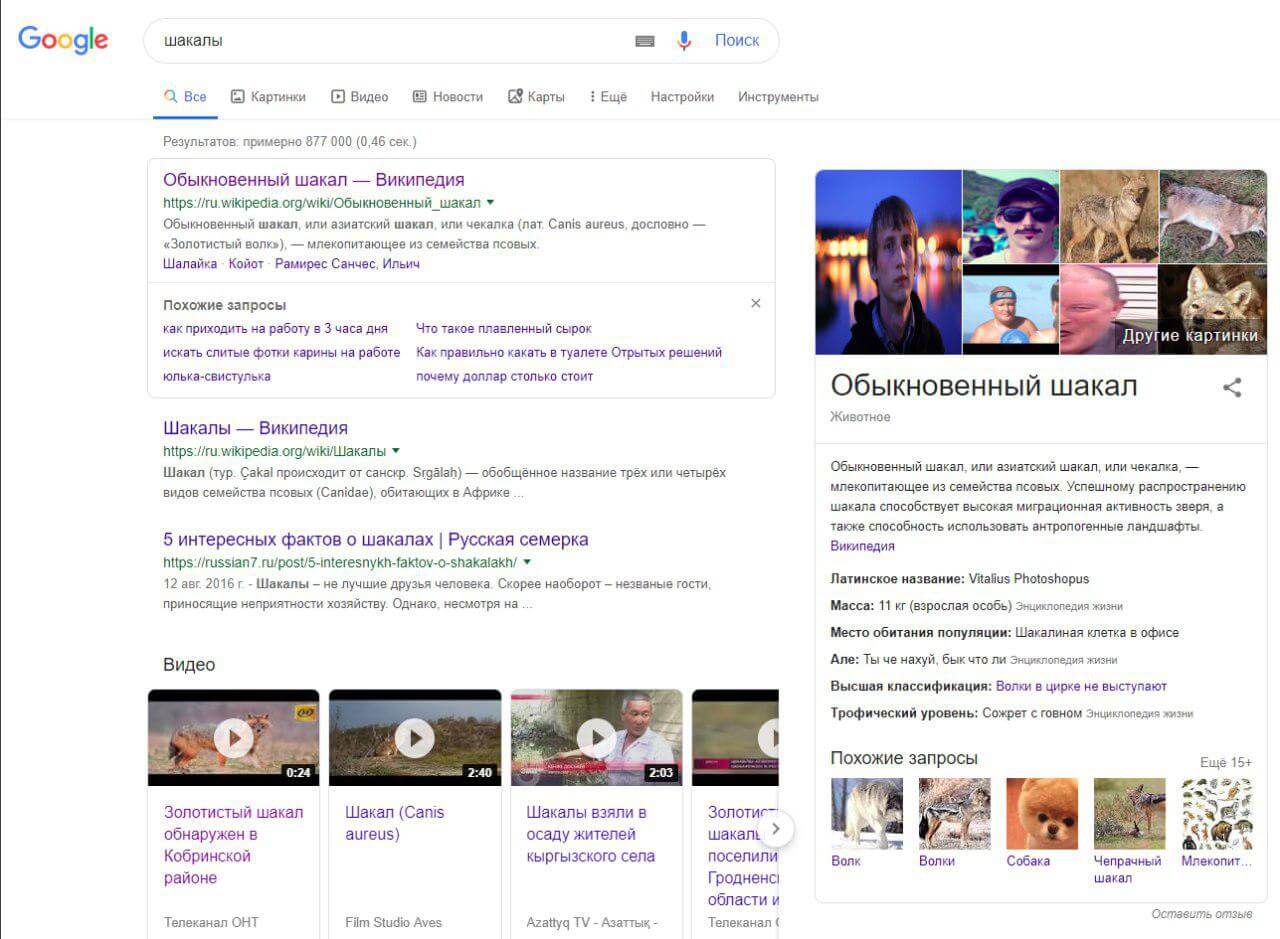 Google
шакалы
Поиск
Все
Картинки
Видео
Новости
Карты
Ещё
Настройки
Инструменты
Результатов: примерно 877 000 (0,46 сек.)
Обыкновенный шакал — Википедия
https://ru.wikipedia.org/wiki/Обыкновенный_шакал
Обыкновенный шакал, или азиатский шакал, или чекалка (лат. Canis aureus, дословно —
«Золотистый волк»), — млекопитающее из семейства псовых.
Шалайка · Койот · Рамирес Санчес, Ильич
Похожие запросы
как приходить на работу в 3 часа дня
Что такое плавленный сырок
искать слитые фотки карины на работе
Как правильно какать в туалете Отрытых решений
юлька-свистулька
почему доллар столько стоит
Шакалы — Википедия
https://ru.wikipedia.org/wiki/Шакалы
Шакал (тур. Çakal происходит от санскр. Srgālaḥ) — обобщённое название трёх или четырёх
видов семейства псовых (Canidae), обитающих в Африке ...
5 интересных фактов о шакалах | Русская семерка
https://russian7.ru/post/5-interesnykh-faktov-o-shakalakh/
12 авг. 2016 г. - Шакалы – не лучшие друзья человека. Скорее наоборот – незваные гости,
приносящие неприятности хозяйству. Однако, несмотря на ...
Видео
0:24
2:40
2:03
Золотистый шакал
обнаружен в
Кобринской
районе
Телеканал ОНТ
Шакал (Canis
aureus)
Film Studio Aves
Шакалы взяли в
осаду жителей
кыргызского села
Azattyq TV - Азаттық -
Золотист
шакаль
поселили
Гродненс
области и
Телеканал
Другие картинки
Обыкновенный шакал
Животное
Обыкновенный шакал, или азиатский шакал, или чекалка, —
млекопитающее из семейства псовых. Успешному распространению
шакала способствует высокая миграционная активность зверя, а
также способность использовать антропогенные ландшафты.
Википедия
Латинское название: Vitalius Photoshopus
Масса: 11 кг (взрослая особь) Энциклопедия жизни
Место обитания популяции: Шакалиная клетка в офисе
Але: Ты че нахуй, бык что ли Энциклопедия жизни
Высшая классификация: Волки в цирке не выступают
Трофический уровень: Сожрет с говном Энциклопедия жизни
Похожие запросы
Ещё 15+
Волк
Волки
Собака
Чепрачный
шакал
Млекопит...
Оставить отзыв